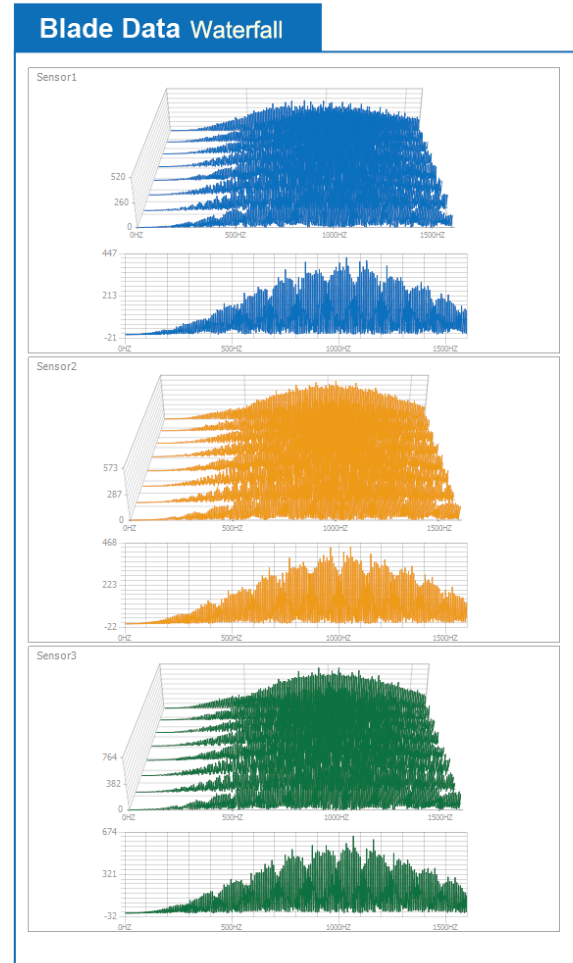 Blade Data Waterfall
Sensor1
520
260
0
0HZ 500HZ 1000HZ 1500HZ
447
213
-21
0HZ 500HZ 1000HZ 1500HZ
Sensor2
573
287
0
0HZ 500HZ 1000HZ 1500HZ
468
223
-22
0HZ 500HZ 1000HZ 1500HZ
Sensor3
764
382
0
0HZ 500HZ 1000HZ 1500HZ
674
321
-32
0HZ 500HZ 1000HZ 1500HZ